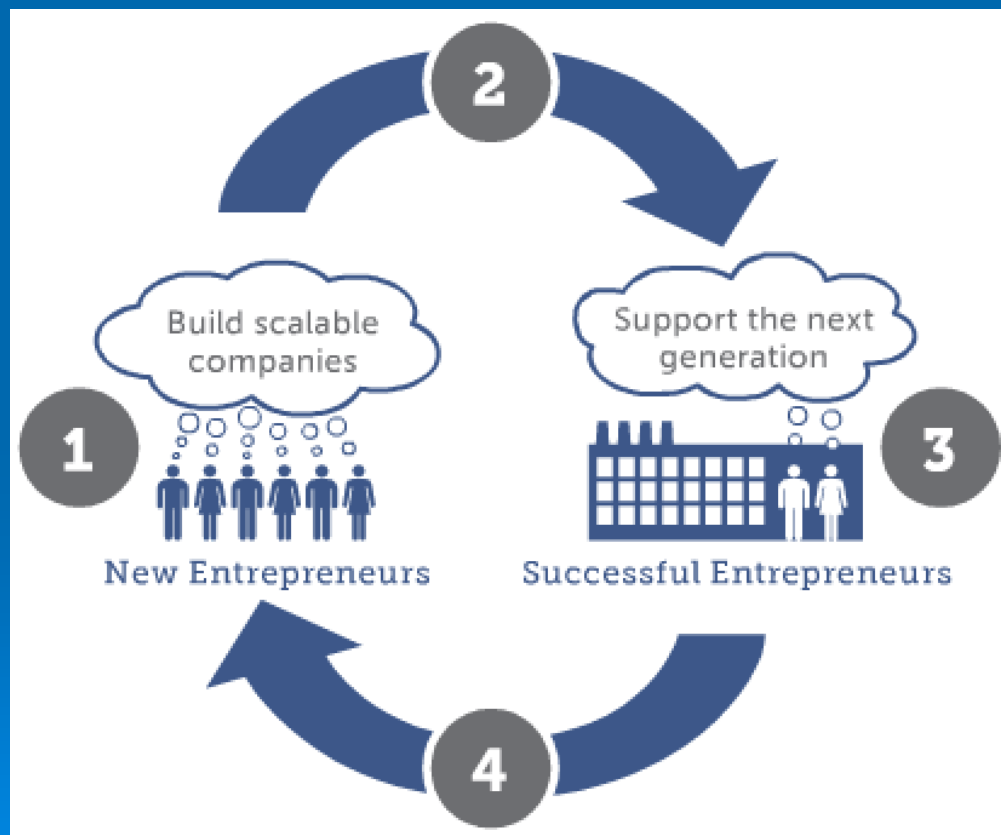 2
Build scalable
companies
Support the next
generation
1
3
New Entrepreneurs
Successful Entrepreneurs
4